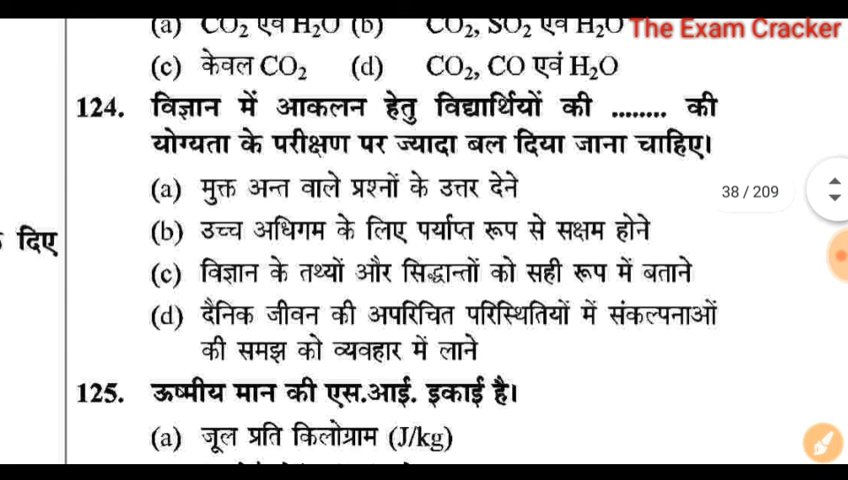 (a) CO₂ एवं H₂O (b) CO₂, SO₂ एवं H₂O The Exam Cracker
(c) केवल CO₂ (d) CO₂, CO एवं H₂O
124. विज्ञान में आकलन हेतु विद्यार्थियों की ........ की
योग्यता के परीक्षण पर ज्यादा बल दिया जाना चाहिए।
(a) मुक्त अन्त वाले प्रश्नों के उत्तर देने
38 / 209
(b) उच्च अधिगम के लिए पर्याप्त रूप से सक्षम होने
दिए
(c) विज्ञान के तथ्यों और सिद्धान्तों को सही रूप में बताने
(d) दैनिक जीवन की अपरिचित परिस्थितियों में संकल्पनाओं
की समझ को व्यवहार में लाने
125. ऊष्मीय मान की एस.आई. इकाई है।
(a) जूल प्रति किलोग्राम (J/kg)